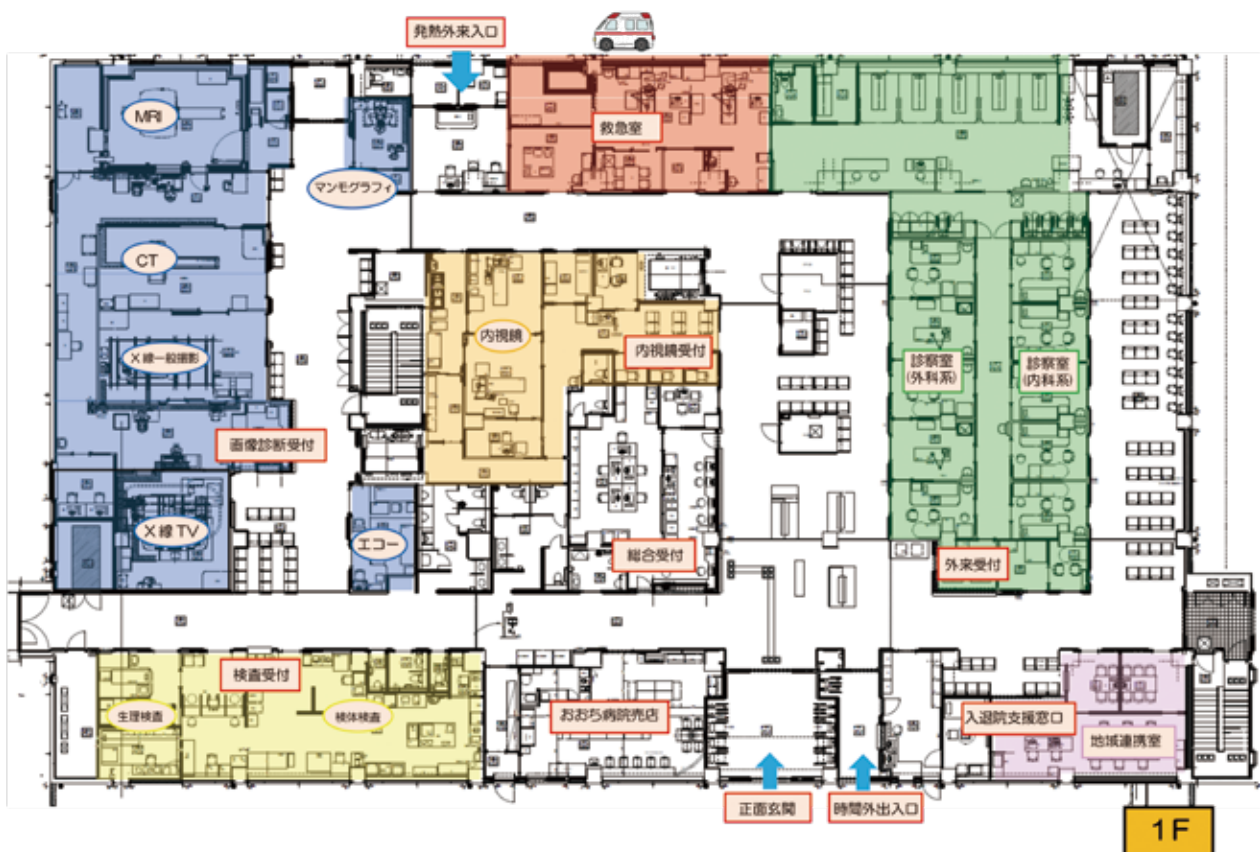 発熱外来入口
MRI
救急室
マンモグラフィ
CT
内視鏡
内視鏡受付
X線一般撮影
診察室
(外科系)
診察室
(内科系)
画像診断受付
X線TV
エコー
総合受付
外来受付
検査受付
生理検査
検体検査
おおち病院売店
入退院支援窓口
地域連携室
正面玄関
時間外出入口
1F